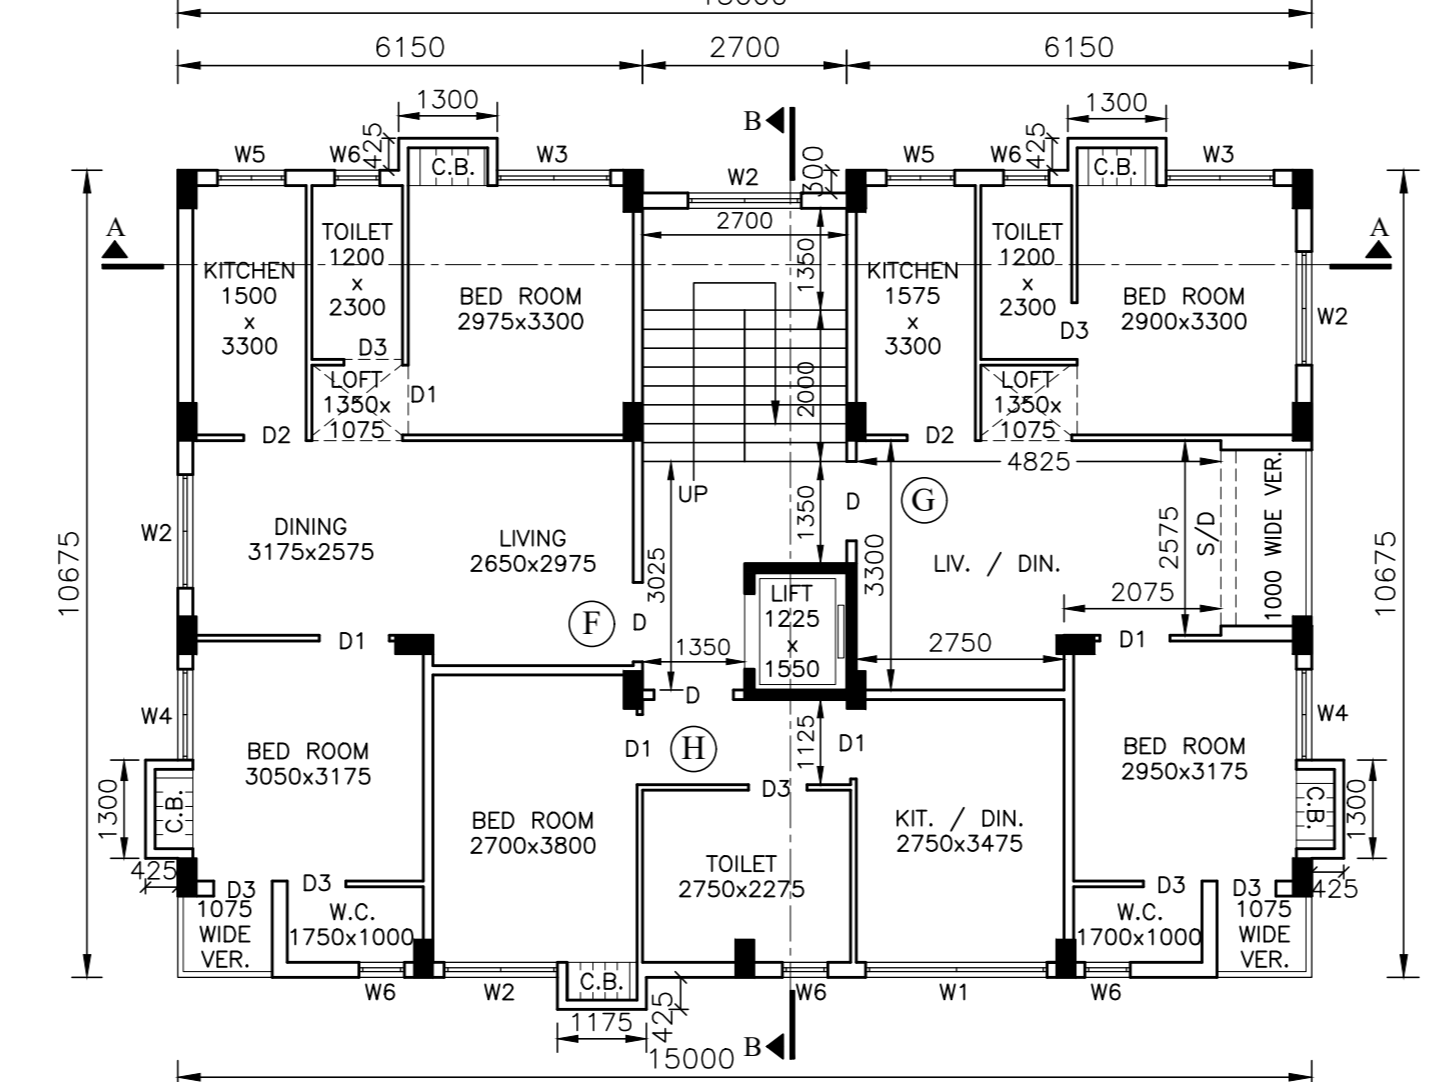 15000
6150
2700
6150
1300
1300
B
425
425
300
W5
W6
C.B.
W3
W2
W5
W6
C.B.
W3
A
A
2700
TOILET
1200
x
2300
TOILET
1200
x
2300
KITCHEN
1500
x
3300
BED ROOM
2975x3300
1350
KITCHEN
1575
x
3300
BED ROOM
2900x3300
W2
D3
D3
LOFT
1350x
1075
D1
2000
LOFT
1350x
1075
D2
D2
4825
UP
1350
D
G
W2
DINING
3175x2575
LIVING
2650x2975
3025
3300
LIV. / DIN.
2575
S/D
1000 WIDE VER.
10675
10675
LIFT
1225
x
1550
2075
F
D
D1
1350
2750
D1
D
W4
W4
D1
H
1125
D1
BED ROOM
3050x3175
BED ROOM
2950x3175
1300
C.B.
D3
C.B.
1300
BED ROOM
2700x3800
KIT. / DIN.
2750x3475
TOILET
2750x2275
425
D3
D3
D3
D3
425
1075
WIDE
VER.
W.C.
1750x1000
W.C.
1700x1000
1075
WIDE
VER.
C.B.
W6
W2
W6
W1
W6
425
1175
15000
B